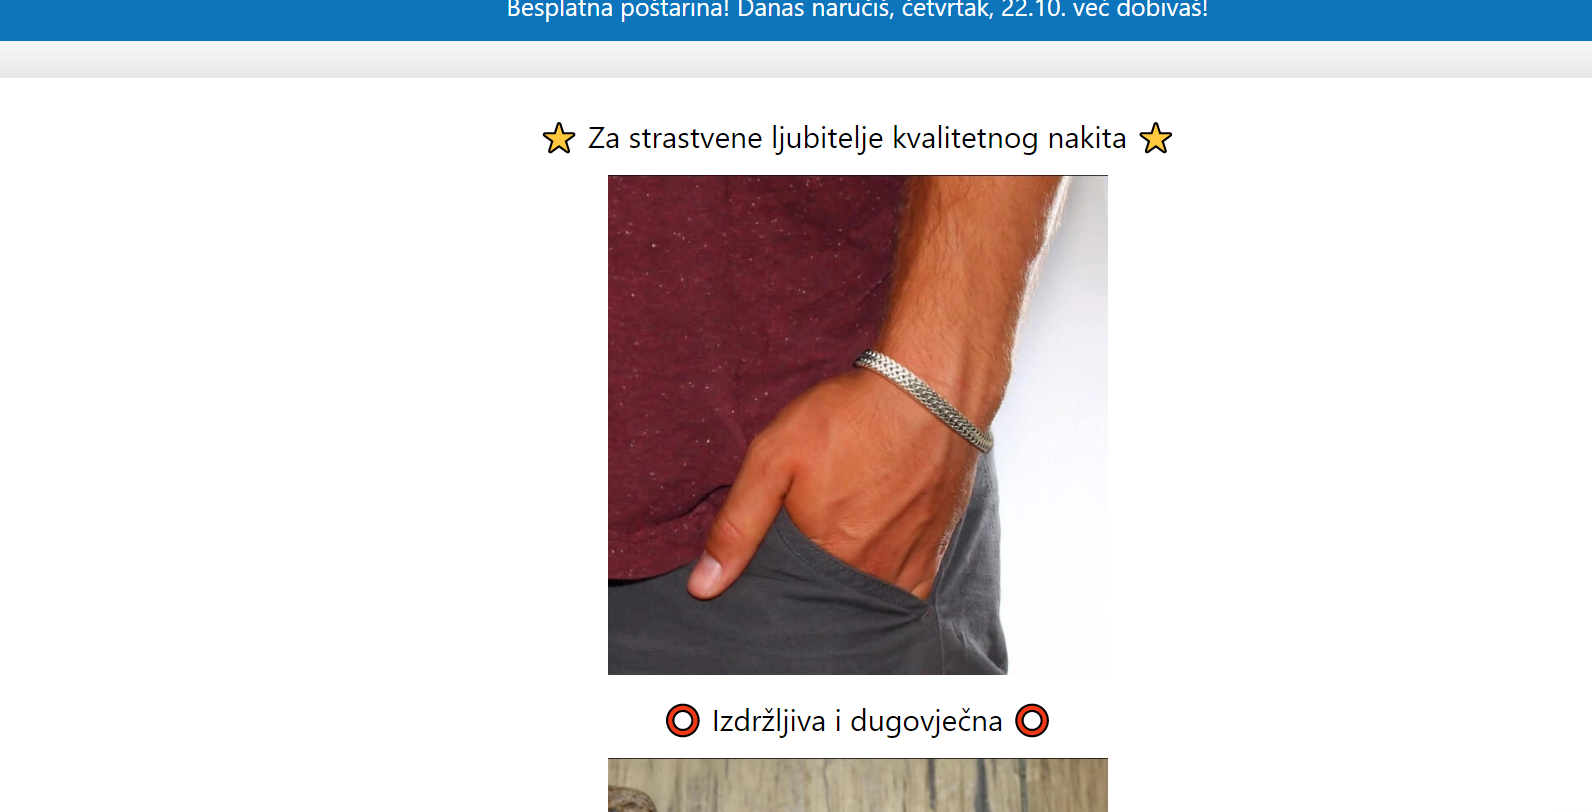 Besplatna poštarina! Danas naručiš, četvrtak, 22.10. već dobivaš!
Za strastvene ljubitelje kvalitetnog nakita
Izdržljiva i dugovječna